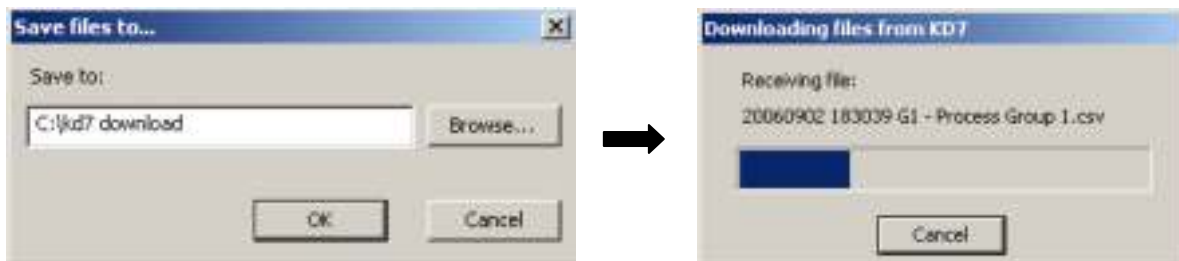 Save files to...
Save to:
C:\kd7 download
Browse...
OK
Cancel
Downloading files from KD7
Receiving file:
20060902 183039 G1 - Process Group 1.csv
Cancel